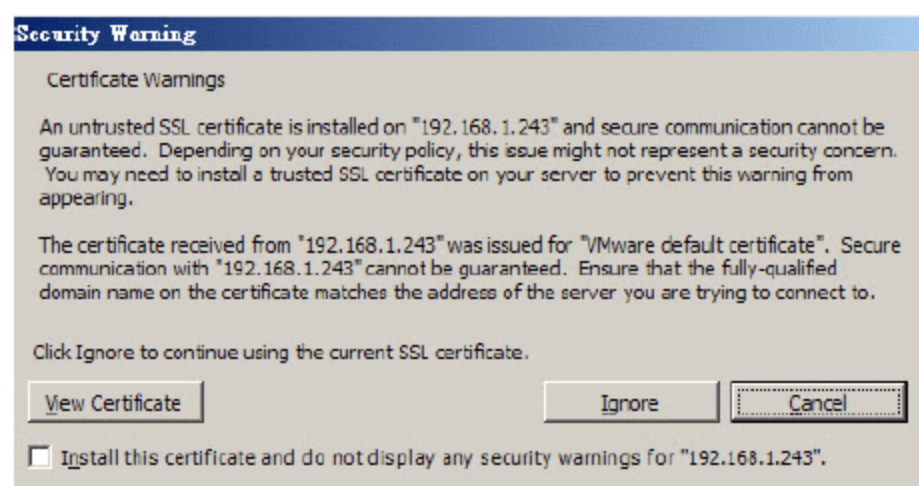 Security Warning
Certificate Warnings
An untrusted SSL certificate is installed on "192.168.1.243" and secure communication cannot be
guaranteed. Depending on your security policy, this issue might not represent a security concern.
You may need to install a trusted SSL certificate on your server to prevent this warning from
appearing.
The certificate received from "192.168.1.243" was issued for "VMware default certificate". Secure
communication with "192.168.1.243" cannot be guaranteed. Ensure that the fully-qualified
domain name on the certificate matches the address of the server you are trying to connect to.
Click Ignore to continue using the current SSL certificate.
View Certificate
Ignore
Cancel
Install this certificate and do not display any security warnings for "192.168.1.243".